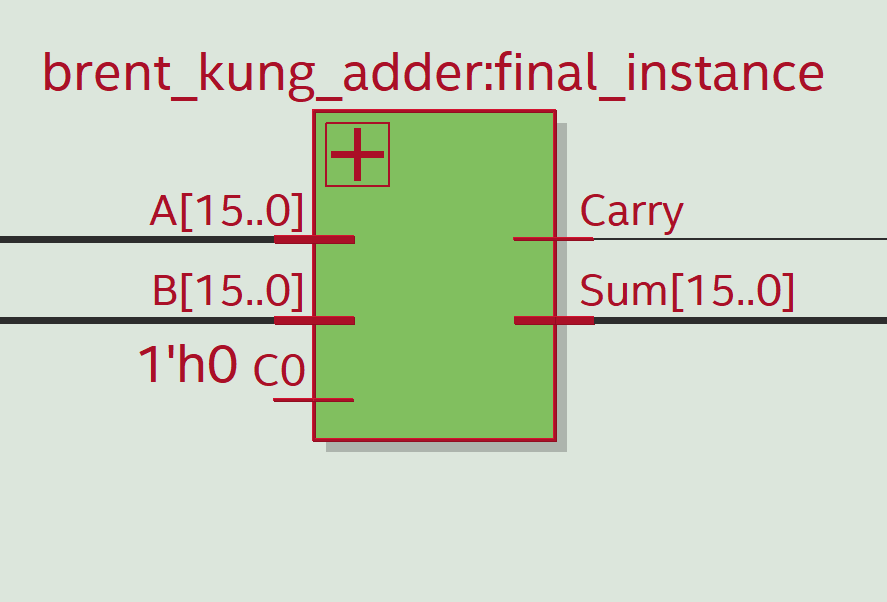 brent_kung_adder:final_instance
A[15..0]
Carry
B[15..0]
Sum[15..0]
1'h0 C0